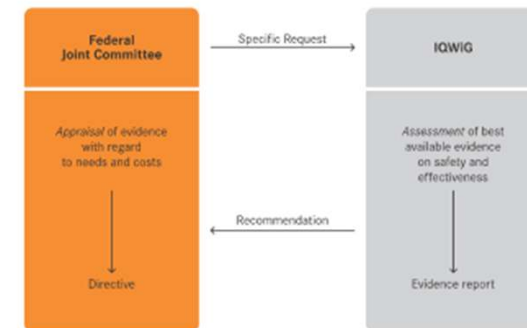 Federal
Joint Committee
Specific Request
IQWiG
Appraisal of evidence
with regard
to needs and costs
Assessment of best
available evidence
on safety and
effectiveness
Recommendation
Directive
Evidence report